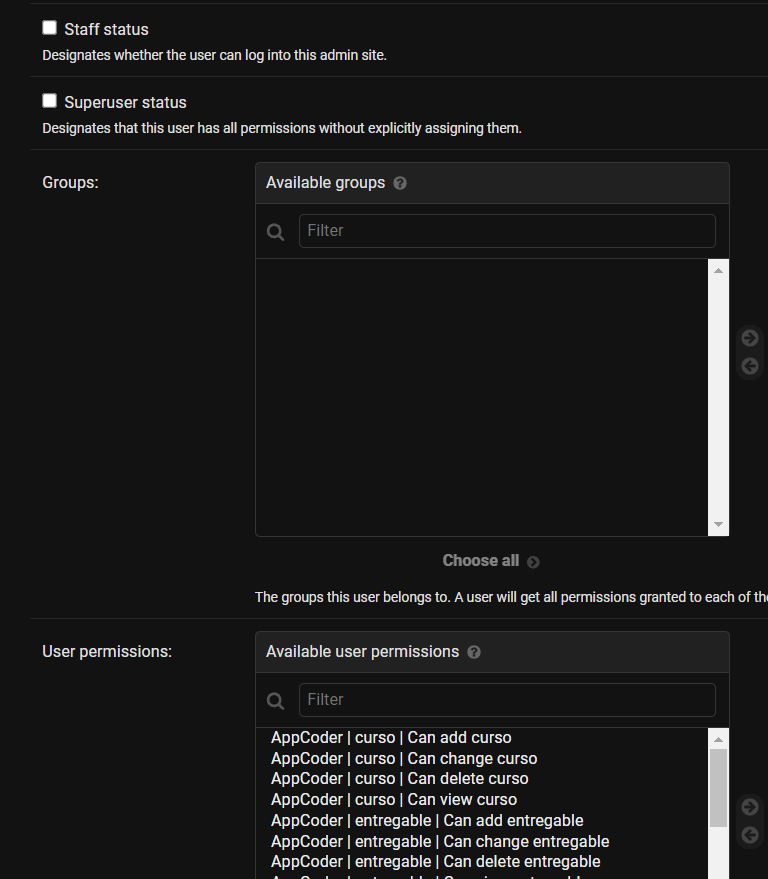 Staff status
Designates whether the user can log into this admin site.
Superuser status
Designates that this user has all permissions without explicitly assigning them.
Groups:
Available groups ?
Filter
Choose all
The groups this user belongs to. A user will get all permissions granted to each of
User permissions:
Available user permissions ?
Filter
AppCoder | curso | Can add curso
AppCoder | curso | Can change curso
AppCoder | curso | Can delete curso
AppCoder | curso | Can view curso
AppCoder | entregable | Can add entregable
AppCoder | entregable | Can change entregable
AppCoder | entregable | Can delete entregable